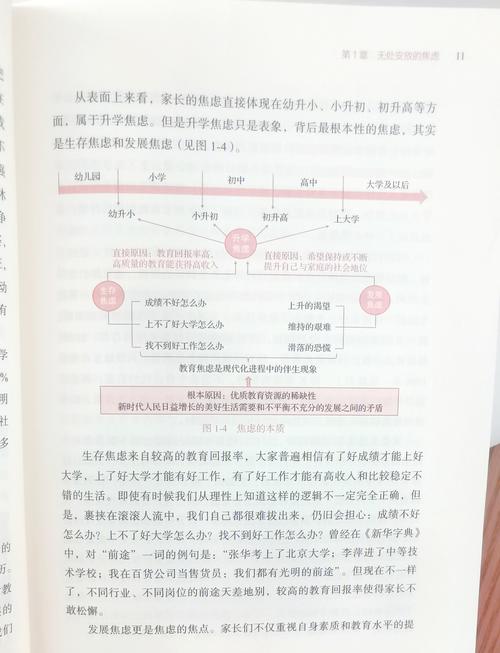 第1章 无处安放的焦虑 11
从表面上来看，家长的焦虑直接体现在幼升小、小升初、初升高等方
面，属于升学焦虑。但是升学焦虑只是表象，背后最根本性的焦虑，其实
是生存焦虑和发展焦虑（见图1-4）。
幼儿园 小学 初中 高中 大学及以后
幼升小 小升初 初升高 上大学
升学
焦虑
直接原因：教育回报率高，
高质量的教育能获得高收入
直接原因：希望保持或不断
提升自己与家庭的社会地位
生存
焦虑
发展
焦虑
成绩不好怎么办
上不了好大学怎么办
找不到好工作怎么办
上升的渴望
维持的艰难
滑落的恐慌
教育焦虑是现代化进程中的伴生现象
根本原因：优质教育资源的稀缺性
新时代人民日益增长的美好生活需要和不平衡不充分的发展之间的矛盾
图1-4 焦虑的本质
生存焦虑来自较高的教育回报率，大家普遍相信有了好成绩才能上好
大学，上了好大学才能有好工作，有了好工作才能有高收入和比较稳定不
错的生活。即使有时候我们从理性上知道这样的逻辑不一定完全正确，但
是，裹挟在滚滚人流中，我们自己都很难拔出来，仍旧会担心：成绩不好
怎么办？上不了好大学怎么办？找不到好工作怎么办？曾经在《新华字典》
中，对“前途”一词的例句是：“张华考上了北京大学；李萍进了中等技
术学校；我在百货公司当售货员：我们都有光明的前途”。但现在不一样
了，不同行业、不同岗位的前途天差地别，较高的教育回报率使得家长不
敢松懈。
发展焦虑更是焦虑的焦点。家长们不仅重视自身素质和教育水平的提